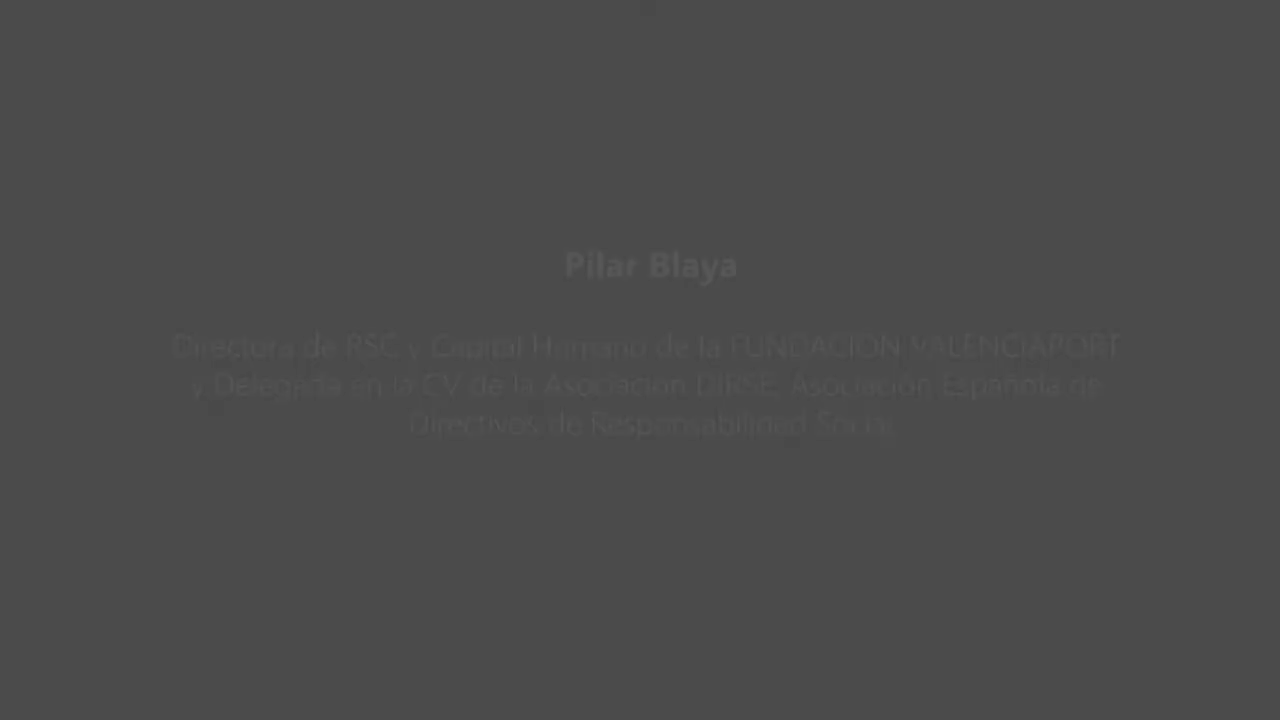 Pilar Blaya
Directora de RSC y Capital Humano de la FUNDACIÓN VALENCIAPORT
y Delegada en la CV de la Asociación DIRSE, Asociación Española de
Directivos de Responsabilidad Social